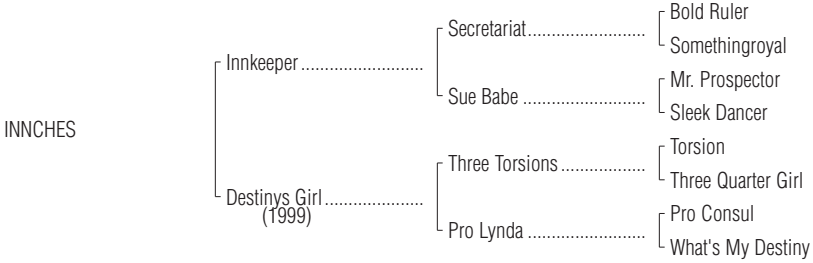 Bold Ruler
Secretariat........................
Somethingroyal
Innkeeper........................
Mr. Prospector
Sue Babe ........................
Sleek Dancer
INNCHES
Torsion
Three Torsions.................
Three Quarter Girl
Destinys Girl....................
(1999)
Pro Consul
Pro Lynda ........................
What's My Destiny